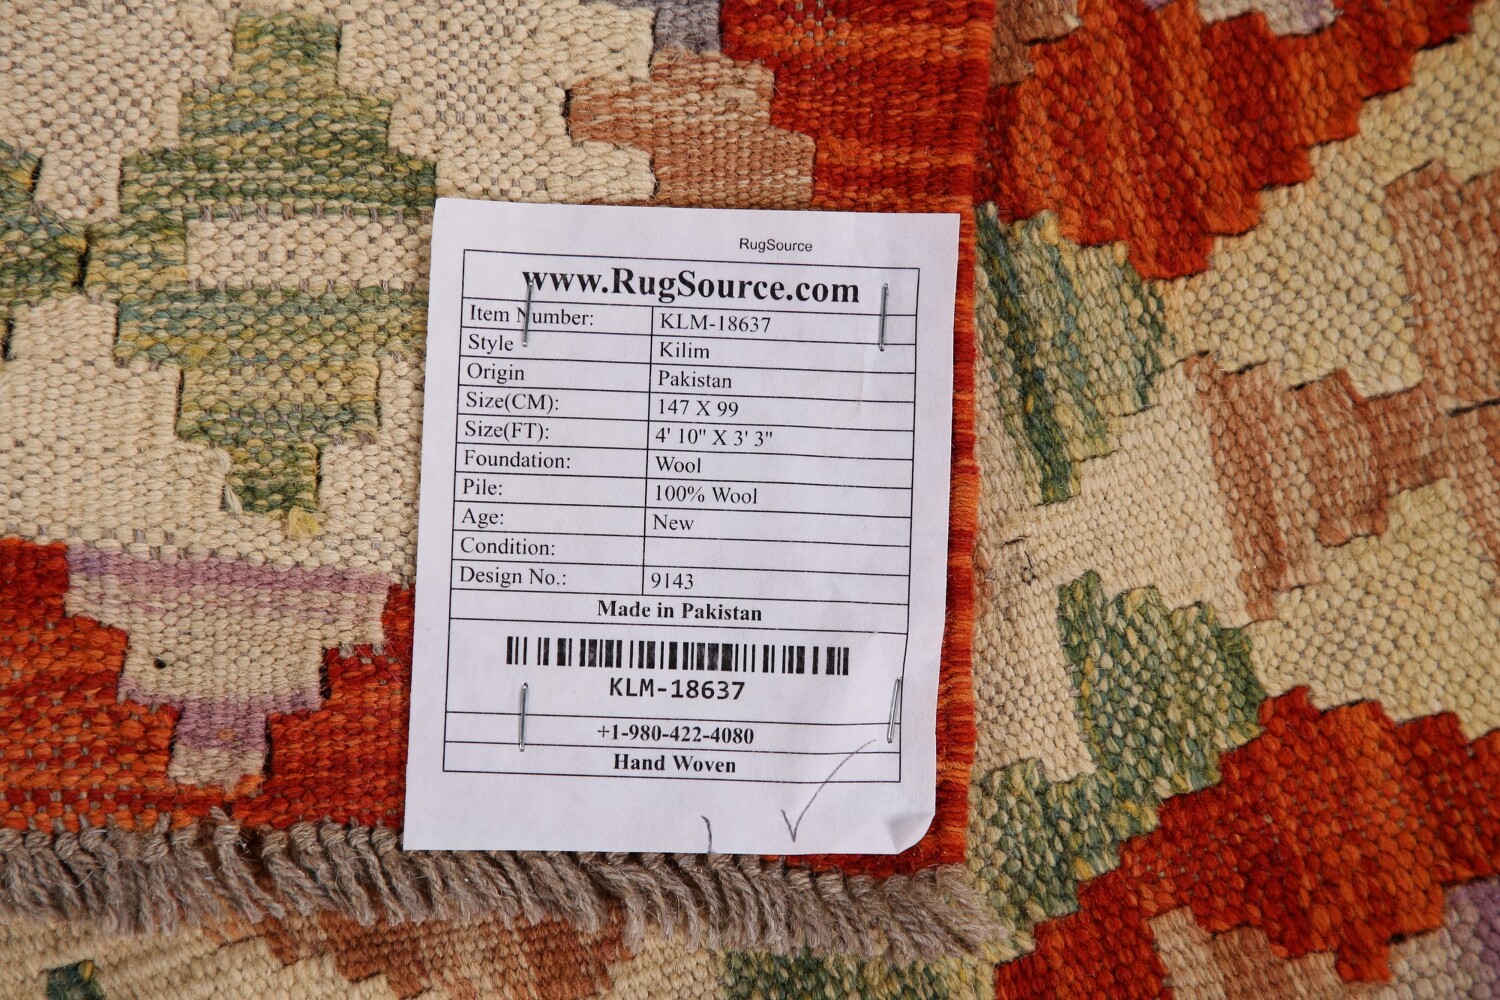 RugSource
www.RugSource.com
Item Number: KLM-18637
Style Kilim
Origin Pakistan
Size(CM): 147 X 99
Size(FT): 4' 10" X 3' 3"
Foundation: Wool
Pile: 100% Wool
Age: New
Condition:
Design No.: 9143
Made in Pakistan
KLM-18637
+1-980-422-4080
Hand Woven